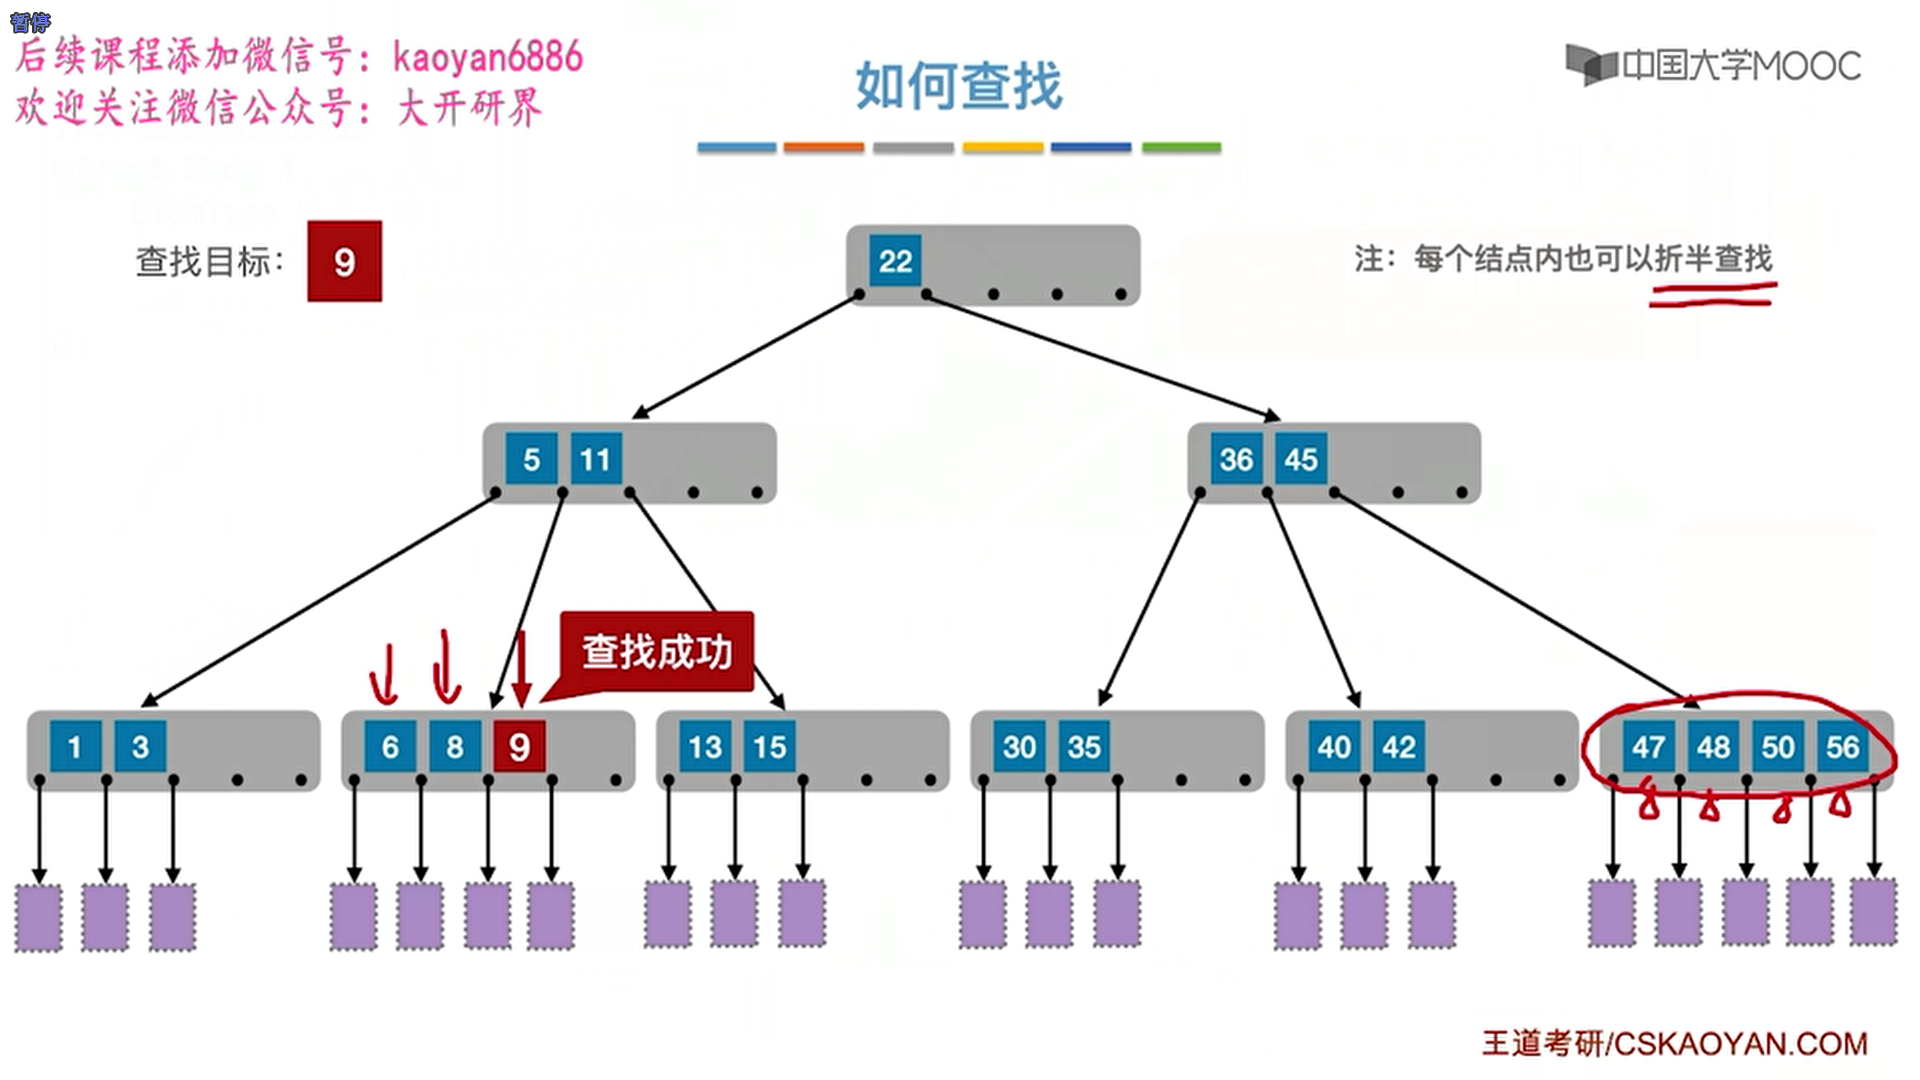 暂停
后续课程添加微信号：kaoyan6886
欢迎关注微信公众号：大开研界
中国大学MOOC
如何查找
查找目标：
9
22
注：每个结点内也可以折半查找
5 11
36 45
查找成功
1 3
6 8 9
13 15
30 35
40 42
47 48 50 56
王道考研/CSKAOYAN.COM